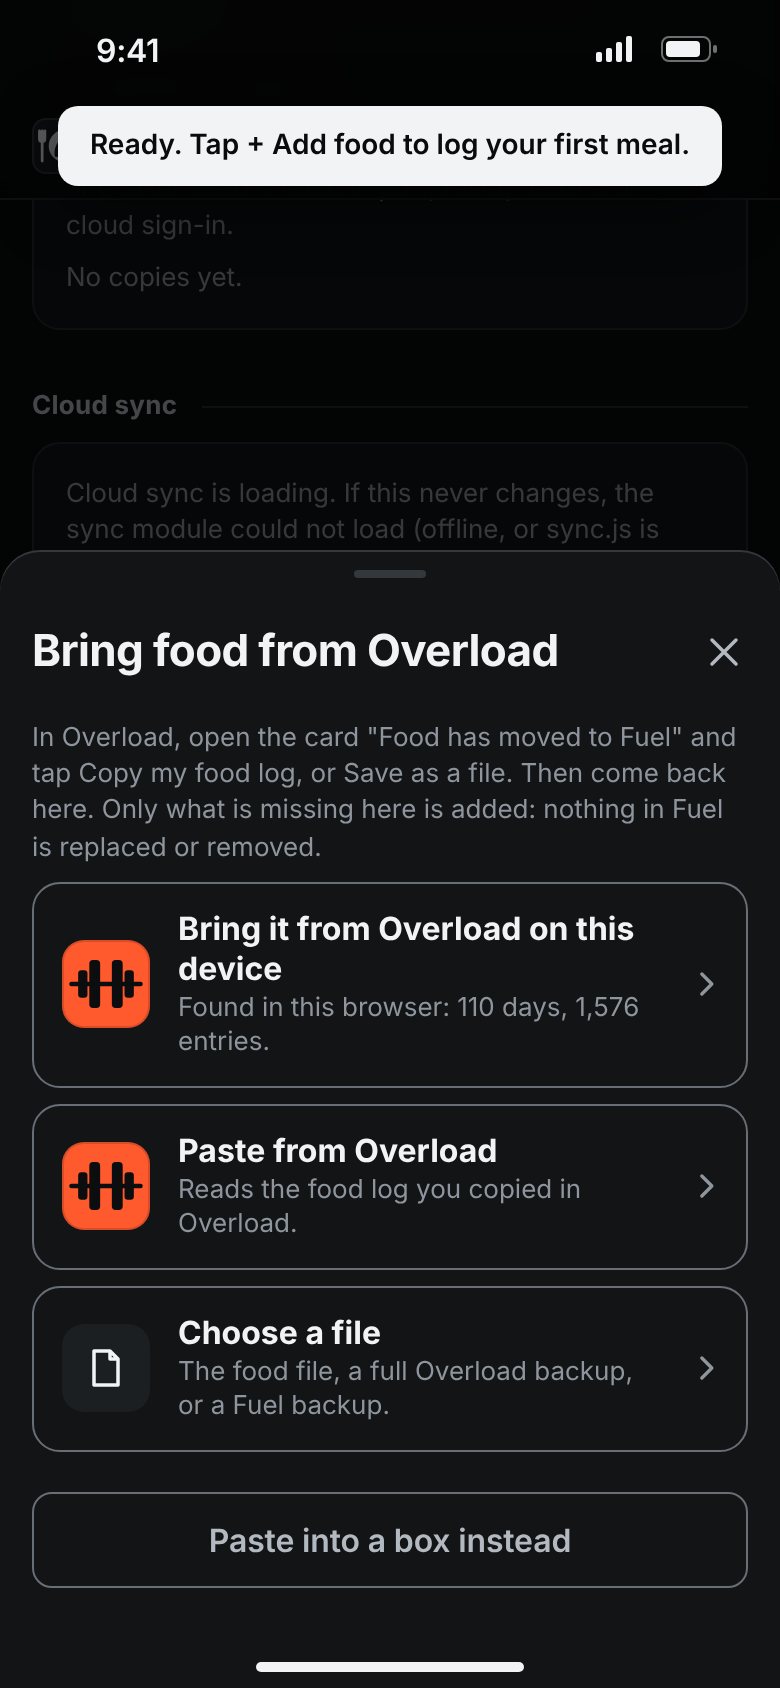 9:41
Ready. Tap + Add food to log your first meal.
cloud sign-in.
No copies yet.
Cloud sync
Cloud sync is loading. If this never changes, the
sync module could not load (offline, or sync.js is
Bring food from Overload
In Overload, open the card "Food has moved to Fuel" and
tap Copy my food log, or Save as a file. Then come back
here. Only what is missing here is added: nothing in Fuel
is replaced or removed.
Bring it from Overload on this
device
Found in this browser: 110 days, 1,576
entries.
Paste from Overload
Reads the food log you copied in
Overload.
Choose a file
The food file, a full Overload backup,
or a Fuel backup.
Paste into a box instead